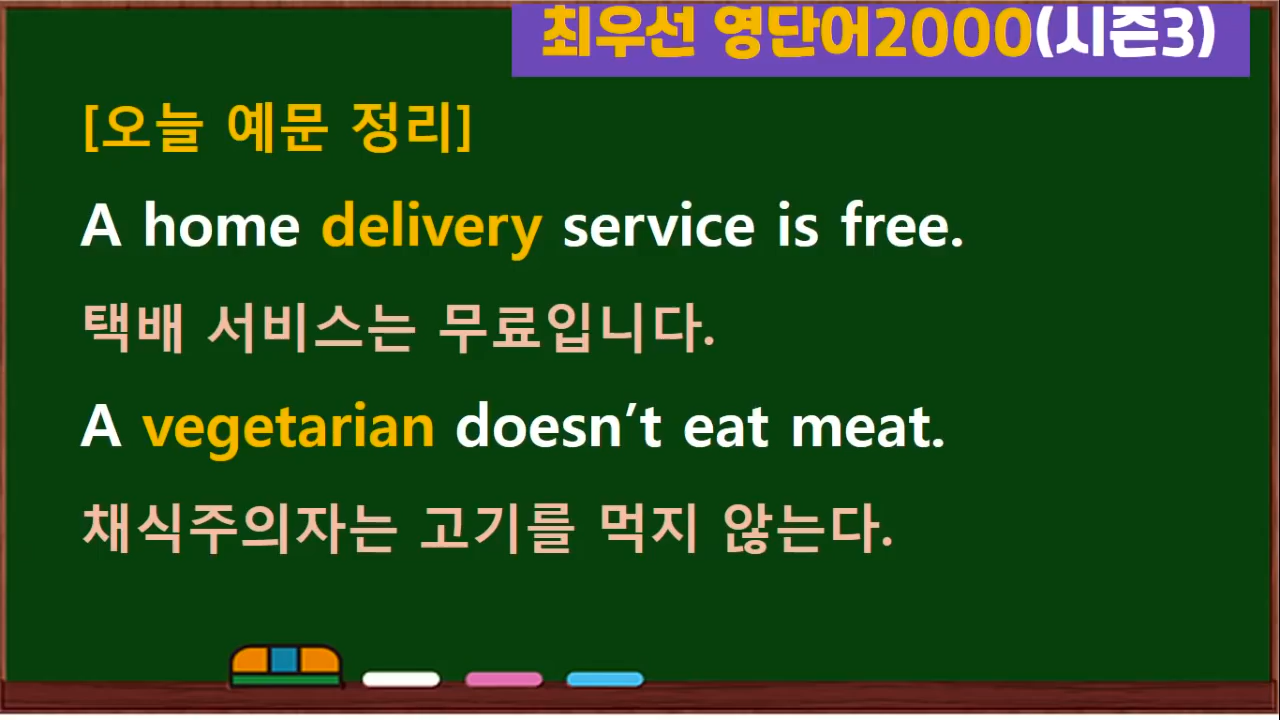 최우선 영단어2000(시즌3)
[오늘 예문 정리]
A home delivery service is free.
택배 서비스는 무료입니다.
A vegetarian doesn’t eat meat.
채식주의자는 고기를 먹지 않는다.